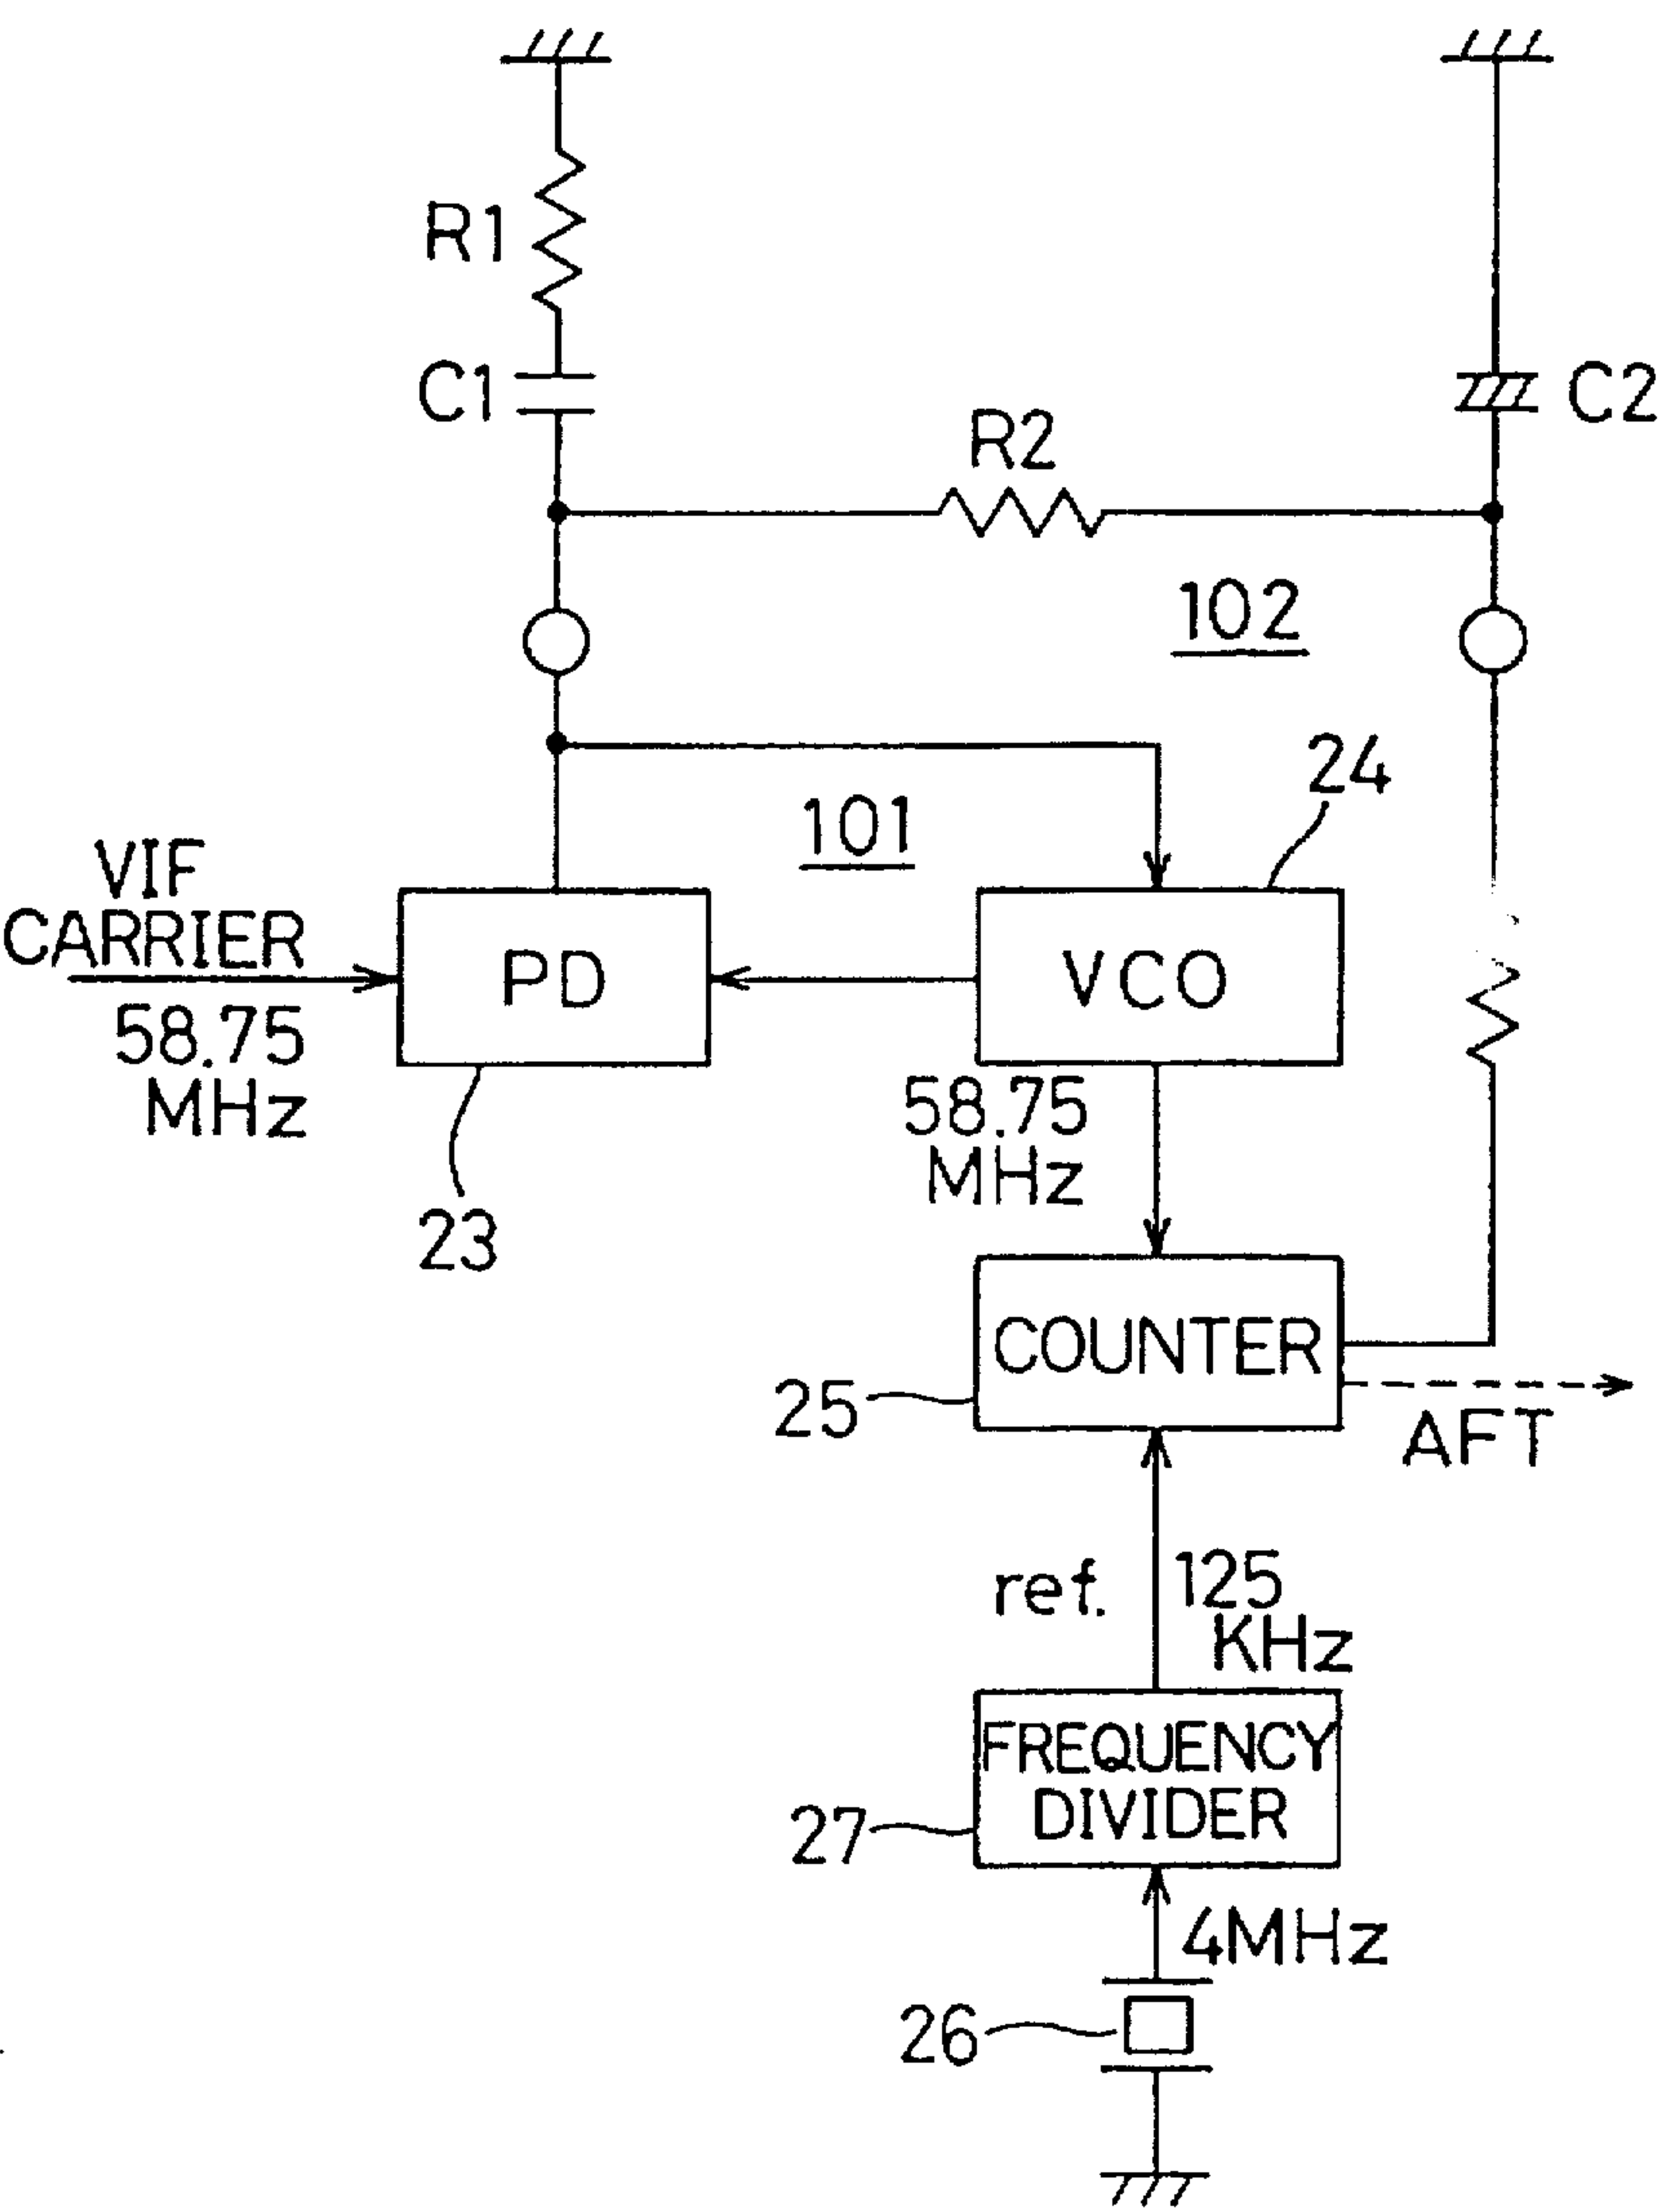 R1
C1
C2
R2
102
24
101
VIF
CARRIER
58.75
MHz
PD
VCO
58.75
MHz
23
COUNTER
25
AFT
ref.
125
KHz
FREQUENCY
DIVIDER
27
4MHz
26